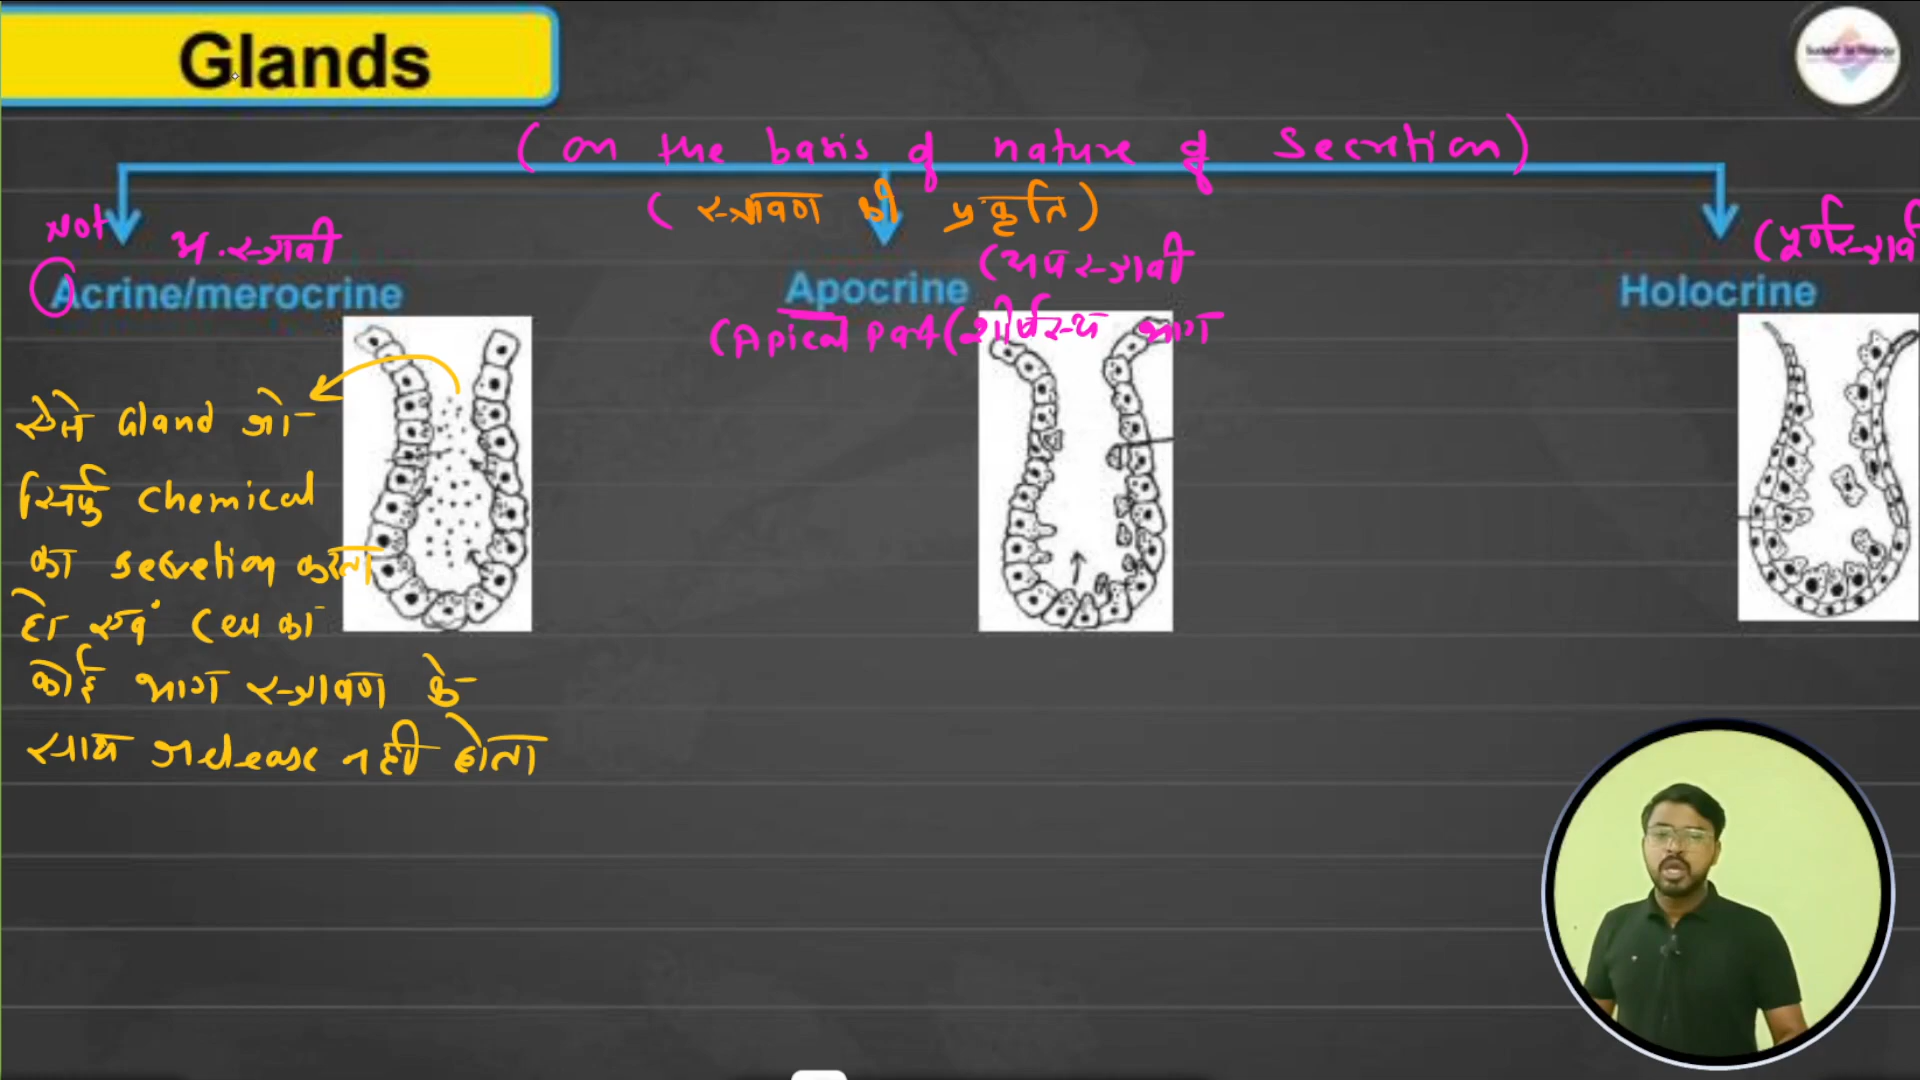 Glands
(on the basis of nature of Secretion)
( स्त्रावण की प्रकृति)
Not
अ.स्त्रावी
Acrine/merocrine
(अपस्त्रावी
Apocrine
(Apical Part (शीर्षस्थ भाग
(पूर्णस्त्रावी
Holocrine
ऐसे Gland जो
सिर्फ chemical
का secretion करता
है एवं Cell का
कोई भाग स्त्रावण के
साथ release नही होता